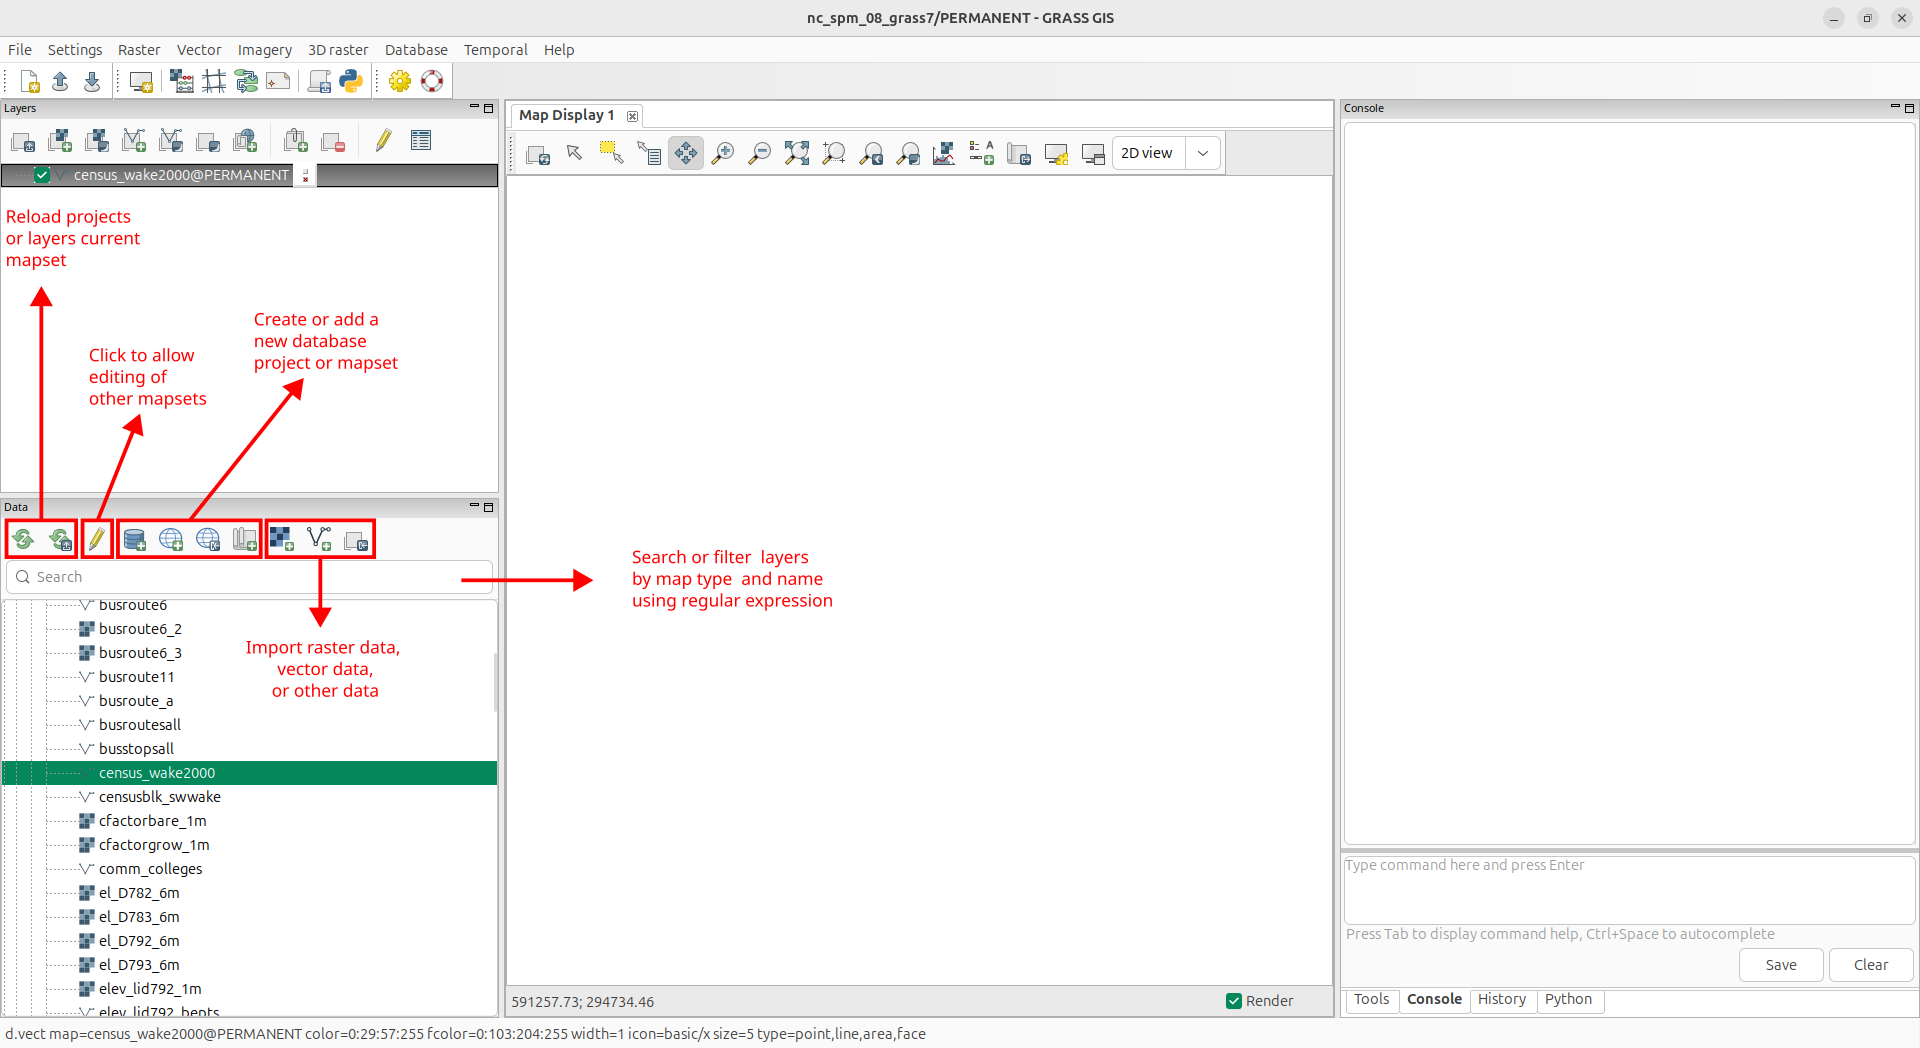 nc_spm_08_grass7/PERMANENT - GRASS GIS
File Settings Raster Vector Imagery 3D raster Database Temporal Help
Layers
census_wake2000@PERMANENT
Reload projects
or layers current
mapset
Click to allow
editing of
other mapsets
Create or add a
new database
project or mapset
Data
Search
busroute6
busroute6_2
busroute6_3
busroute11
busroute_a
busroutesall
busstopsall
census_wake2000
censusblk_swwake
cfactorbare_1m
cfactorgrow_1m
comm_colleges
el_D782_6m
el_D783_6m
el_D792_6m
el_D793_6m
elev_lid792_1m
elev_lid792_bepts
Import raster data,
vector data,
or other data
Map Display 1
2D view
Search or filter layers
by map type and name
using regular expression
591257.73; 294734.46
Render
Console
Type command here and press Enter
Press Tab to display command help, Ctrl+Space to autocomplete
Save Clear
Tools Console History Python
d.vect map=census_wake2000@PERMANENT color=0:29:57:255 fcolor=0:103:204:255 width=1 icon=basic/x size=5 type=point,line,area,face